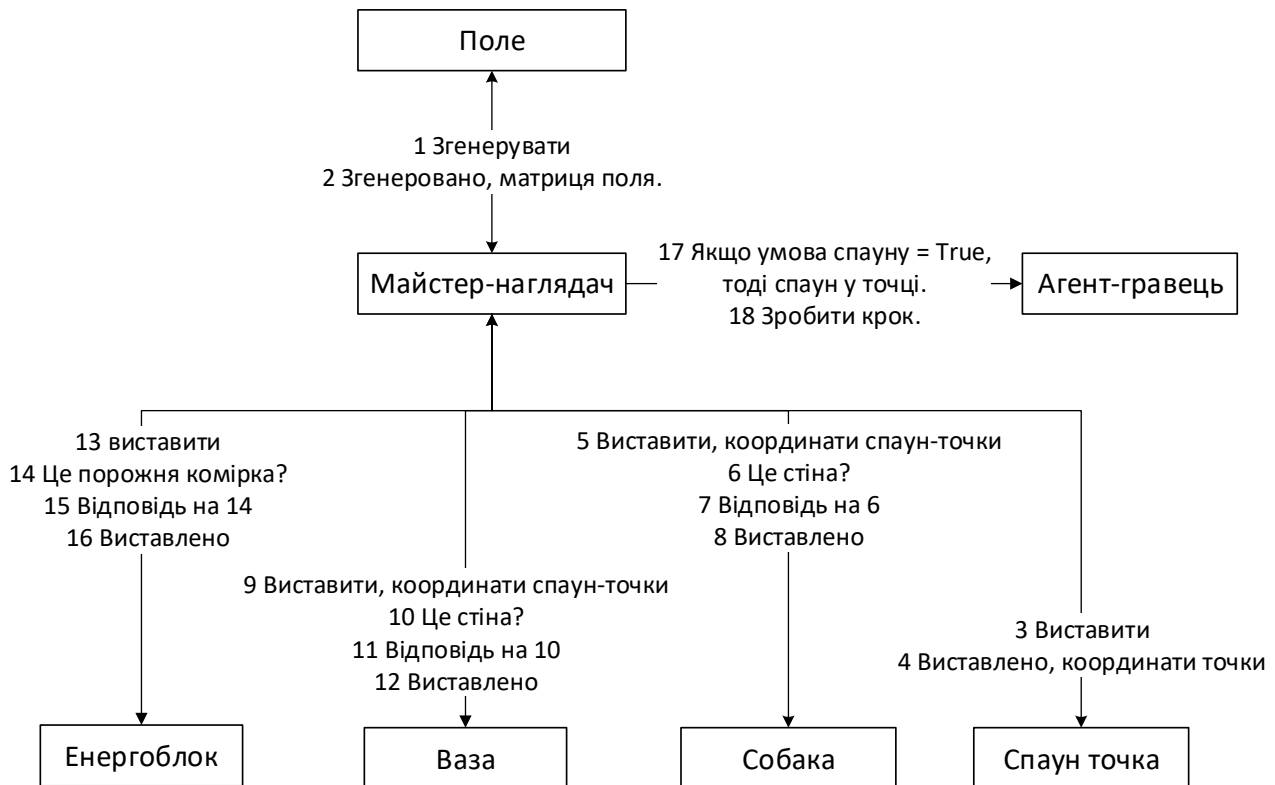 Поле
1 Згенерувати
2 Згенеровано, матриця поля.
Майстер-наглядач
17 Якщо умова спауну = True,
тоді спаун у точці.
18 Зробити крок.
Агент-гравець
13 виставити
14 Це порожня комірка?
15 Відповідь на 14
16 Виставлено
9 Виставити, координати спаун-точки
10 Це стіна?
11 Відповідь на 10
12 Виставлено
5 Виставити, координати спаун-точки
6 Це стіна?
7 Відповідь на 6
8 Виставлено
3 Виставити
4 Виставлено, координати точки
Енергоблок
Ваза
Собака
Спаун точка